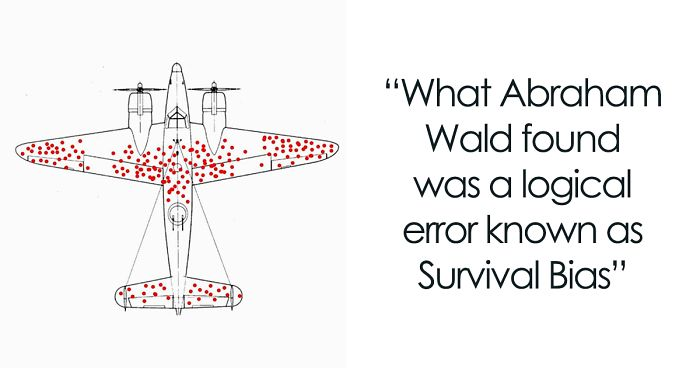 “What Abraham
Wald found
was a logical
error known as
Survival Bias”